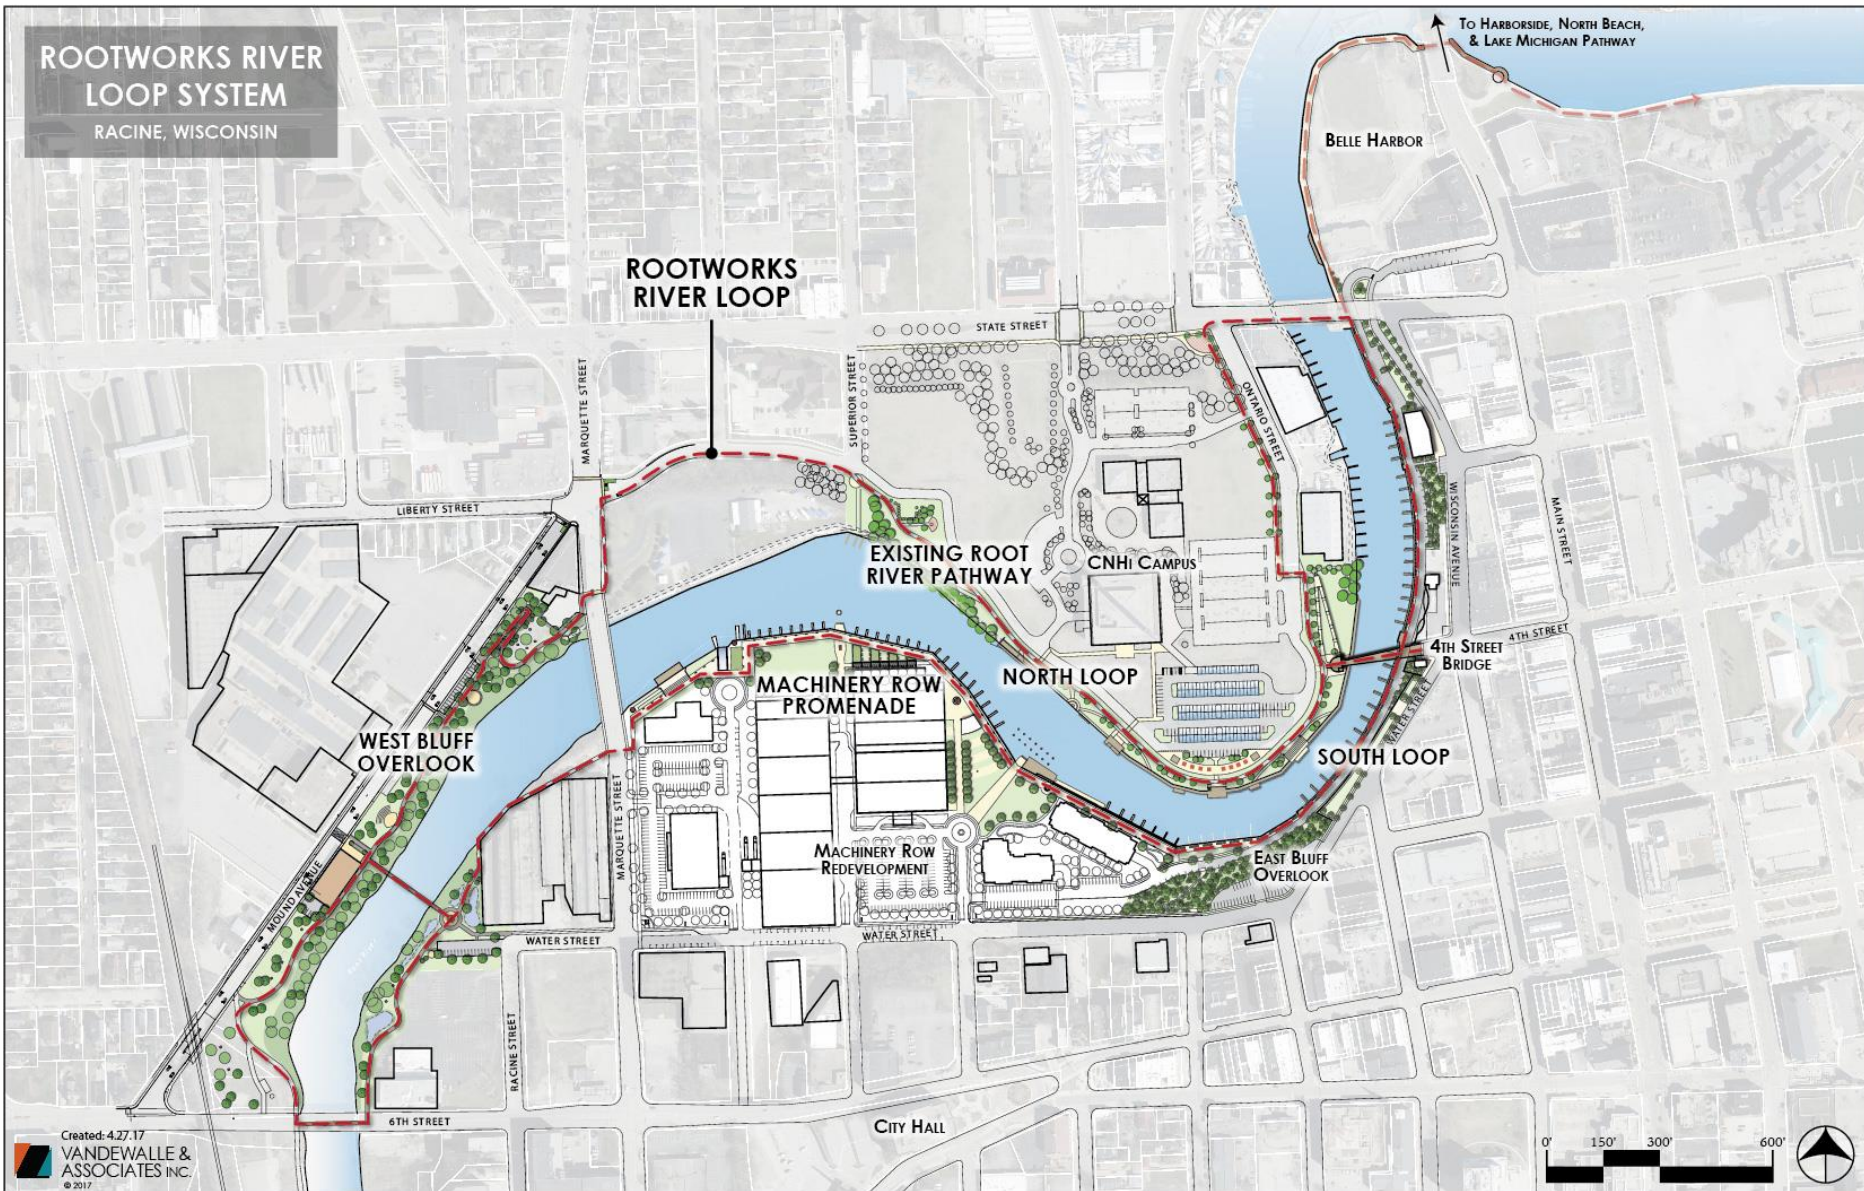 ROOTWORKS RIVER
LOOP SYSTEM
RACINE, WISCONSIN
TO HARBORSIDE, NORTH BEACH,
& LAKE MICHIGAN PATHWAY
BELLE HARBOR
ROOTWORKS
RIVER LOOP
STATE STREET
MARQUETTE STREET
SUPERIOR STREET
ONTARIO STREET
LIBERTY STREET
WISCONSIN AVENUE
MAIN STREET
EXISTING ROOT
RIVER PATHWAY
CNHI CAMPUS
4TH STREET
4TH STREET
BRIDGE
NORTH LOOP
MACHINERY ROW
PROMENADE
WATER STREET
WEST BLUFF
OVERLOOK
SOUTH LOOP
MARQUETTE STREET
MACHINERY ROW
REDEVELOPMENT
EAST BLUFF
OVERLOOK
MOUND AVENUE
WATER STREET
WATER STREET
RACINE STREET
6TH STREET
CITY HALL
Created: 4.27.17
VANDEWALLE &
ASSOCIATES INC.
© 2017
0' 150' 300' 600'